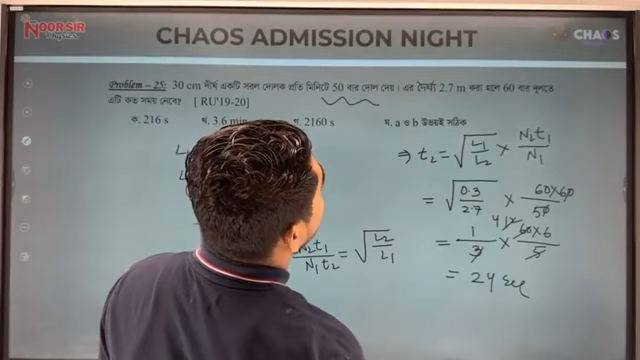 NOOR SIR
Physics
CHAOS ADMISSION NIGHT
CHAOS
Problem – 25: 30 cm দীর্ঘ একটি সরল দোলক প্রতি মিনিটে 50 বার দোল দেয়। এর দৈর্ঘ্য 2.7 m করা হলে 60 বার দুলতে
এটি কত সময় নেবে? [ RU'19-20]
ক. 216 s
খ. 3.6 min
গ. 2160 s
ঘ. a ও b উভয়ই সঠিক
N₂t₁/N₁t₂ = √(L₂/L₁)
⇒ t₂ = √(L₁/L₂) × N₂t₁/N₁
= √(0.3/2.7) × 60×60/50
= 1/3 × 60×6/5
= 24 sec